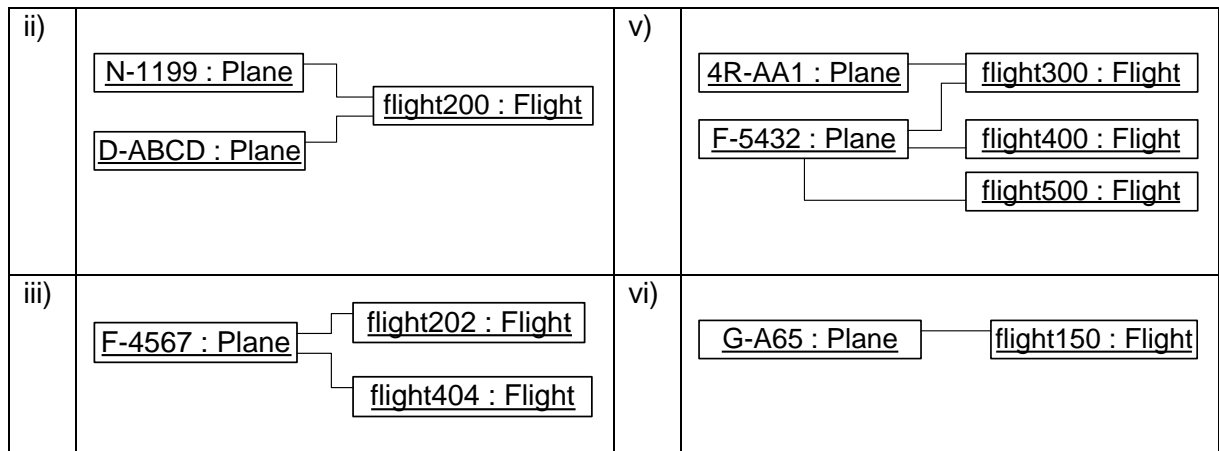 ii)
N-1199 : Plane
D-ABCD : Plane
flight200 : Flight
v)
4R-AA1 : Plane
F-5432 : Plane
flight300 : Flight
flight400 : Flight
flight500 : Flight
iii)
F-4567 : Plane
flight202 : Flight
flight404 : Flight
vi)
G-A65 : Plane
flight150 : Flight